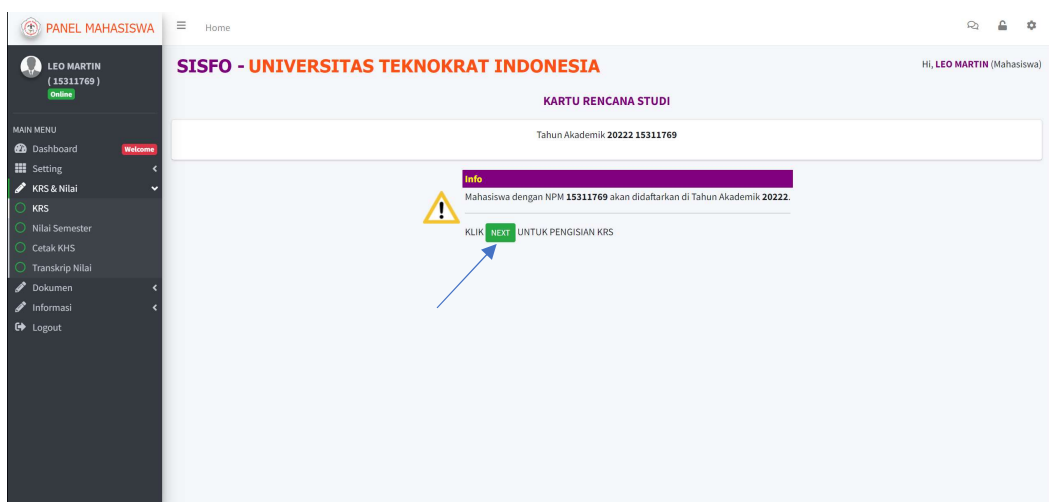 PANEL MAHASISWA
Home
LEO MARTIN
( 15311769 )
Online
MAIN MENU
Dashboard Welcome
Setting
KRS & Nilai
KRS
Nilai Semester
Cetak KHS
Transkrip Nilai
Dokumen
Informasi
Logout
SISFO - UNIVERSITAS TEKNOKRAT INDONESIA
Hi, LEO MARTIN (Mahasiswa)
KARTU RENCANA STUDI
Tahun Akademik 20222 15311769
Info
Mahasiswa dengan NPM 15311769 akan didaftarkan di Tahun Akademik 20222.
KLIK NEXT UNTUK PENGISIAN KRS